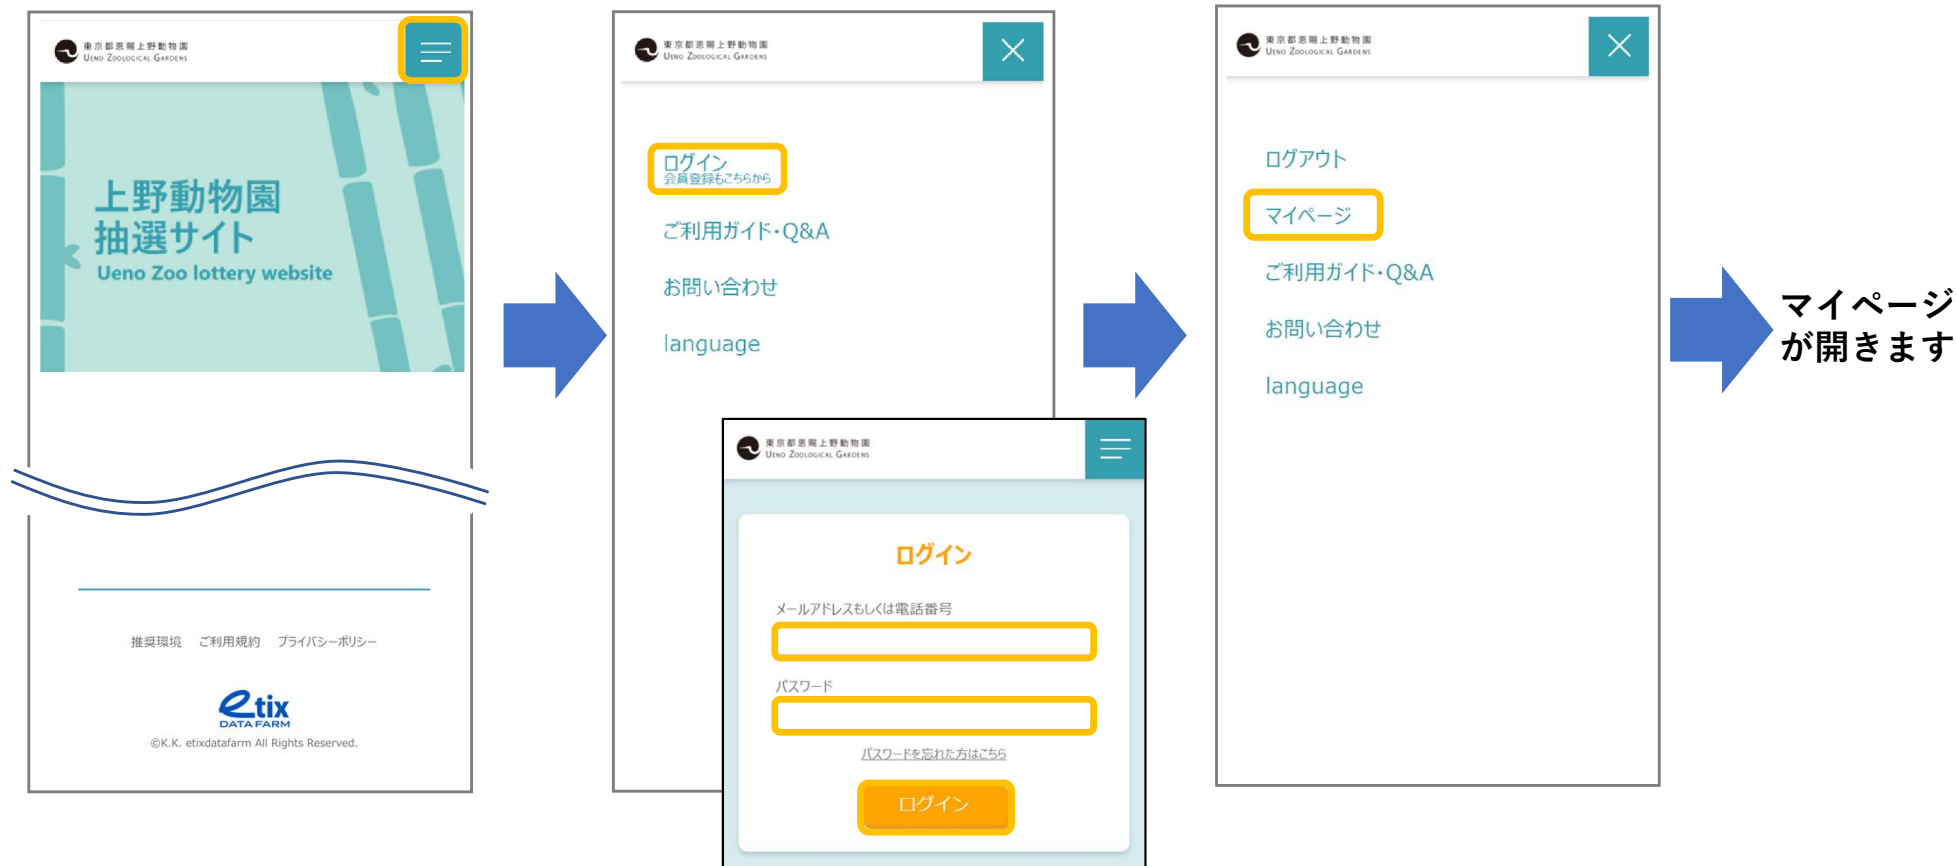 東京都恩賜上野動物園
UENO ZOOLOGICAL GARDENS
上野動物園
抽選サイト
Ueno Zoo lottery website
推奨環境 ご利用規約 プライバシーポリシー
etix
DATA FARM
©K.K. etixdatafarm All Rights Reserved.
東京都恩賜上野動物園
UENO ZOOLOGICAL GARDENS
ログイン
会員登録もこちらから
ご利用ガイド・Q&A
お問い合わせ
language
東京都恩賜上野動物園
UENO ZOOLOGICAL GARDENS
ログイン
メールアドレスもしくは電話番号
パスワード
パスワードを忘れた方はこちら
ログイン
東京都恩賜上野動物園
UENO ZOOLOGICAL GARDENS
ログアウト
マイページ
ご利用ガイド・Q&A
お問い合わせ
language
マイページ
が開きます